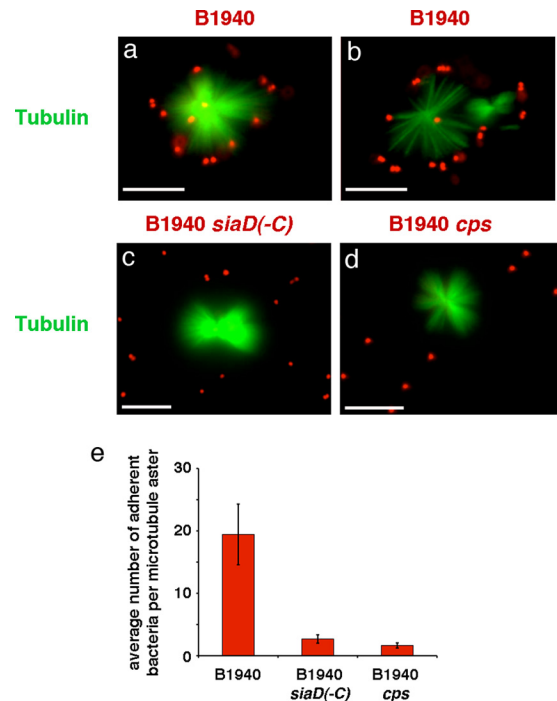 B1940
B1940
a
b
Tubulin
B1940 siaD(-C)
B1940 cps
c
d
Tubulin
e
average number of adherent
bacteria per microtubule aster
30
20
10
0
B1940
B1940
siaD(-C)
B1940
cps